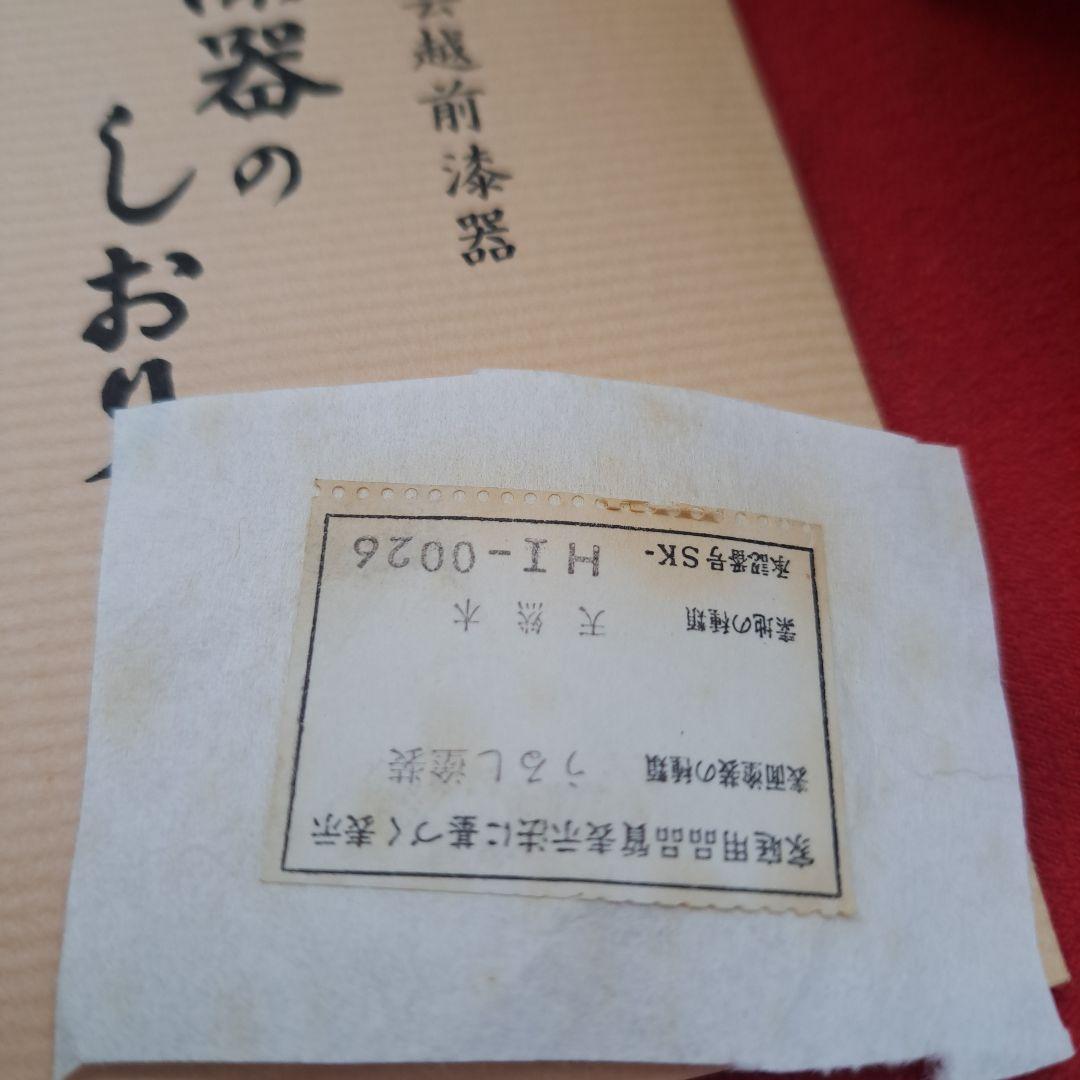 越前漆器
漆器の
しおり
家庭用品品質表示法に基づく表示
表面塗装の種類 うるし塗装
素地の種類 天然木
承認番号SK- HI-0026